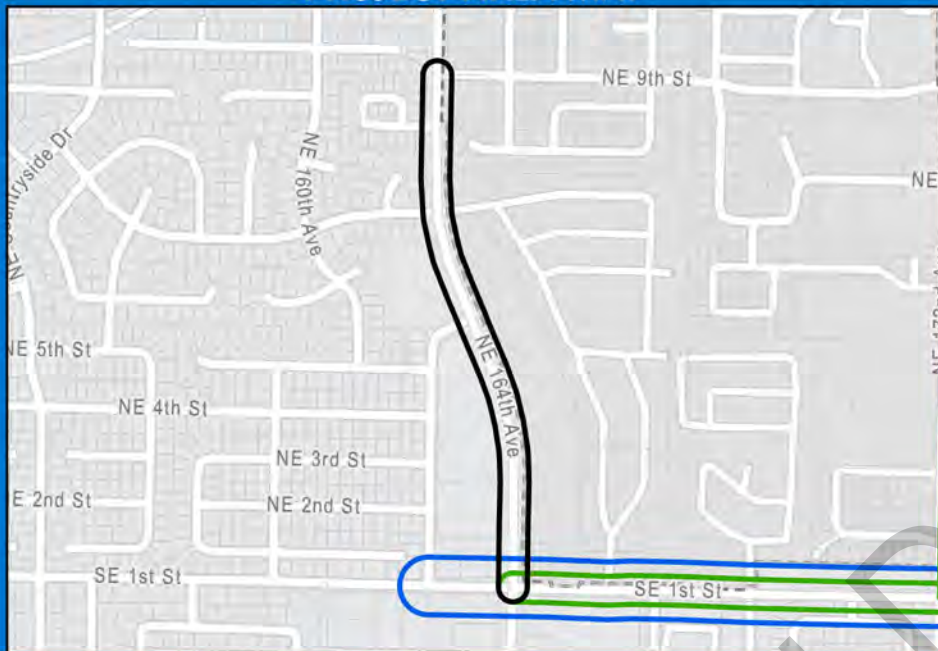 NE 9th St
NE Countryside Dr
NE 160th Ave
NE
NE 5th St
NE 164th Ave
NE 4th St
NE 3rd St
NE 2nd St
NE 2nd St
SE 1st St
SE 1st St